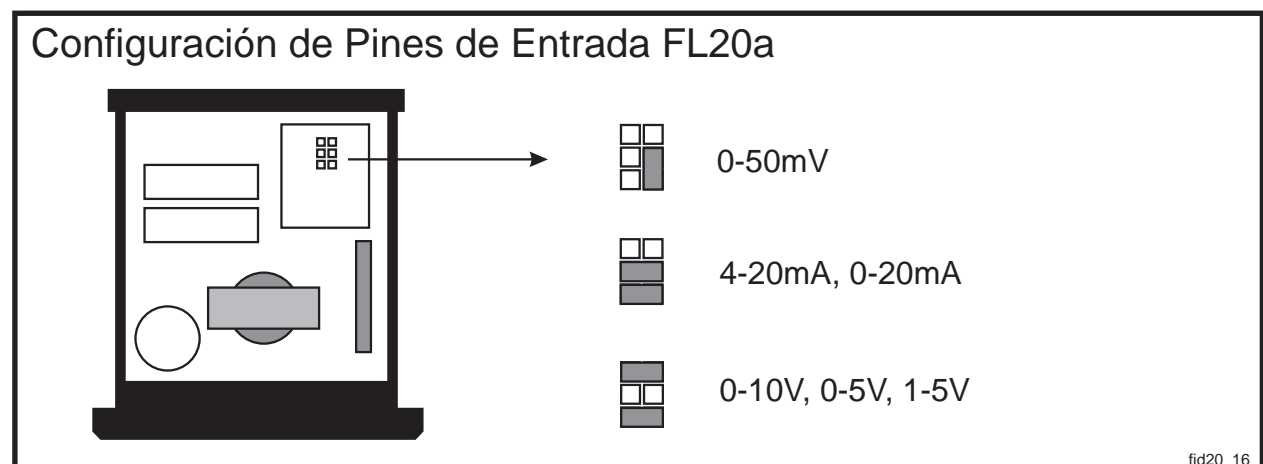 Configuración de Pines de Entrada FL20a
0-50mV
4-20mA, 0-20mA
0-10V, 0-5V, 1-5V
fid20_16